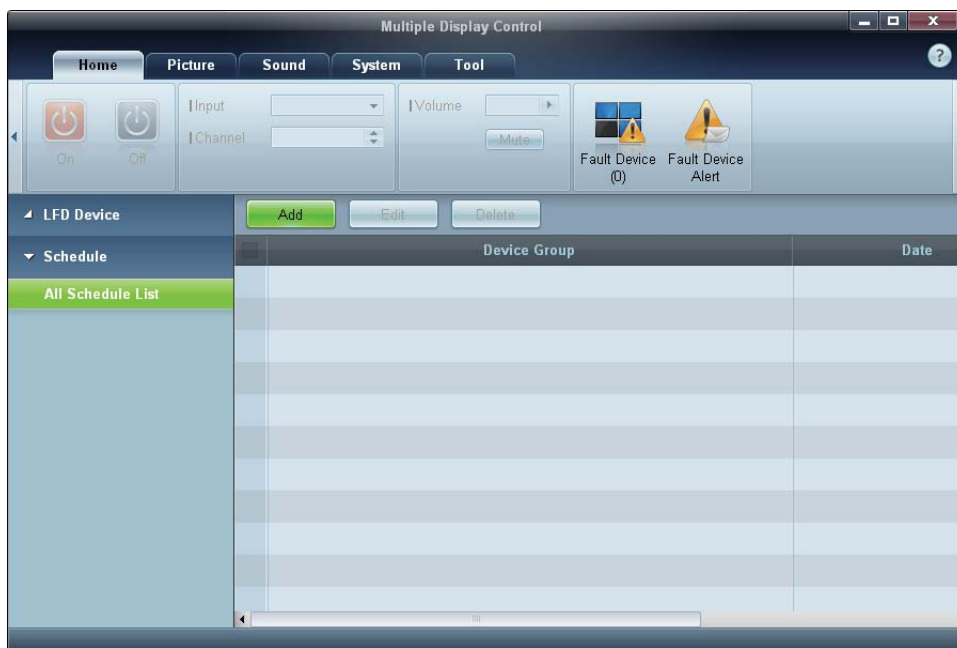 Multiple Display Control
Home Picture Sound System Tool
Input
Channel
Volume
Mute
On
Off
Fault Device
(0)
Fault Device
Alert
LFD Device
Schedule
All Schedule List
Add Edit Delete
Device Group Date